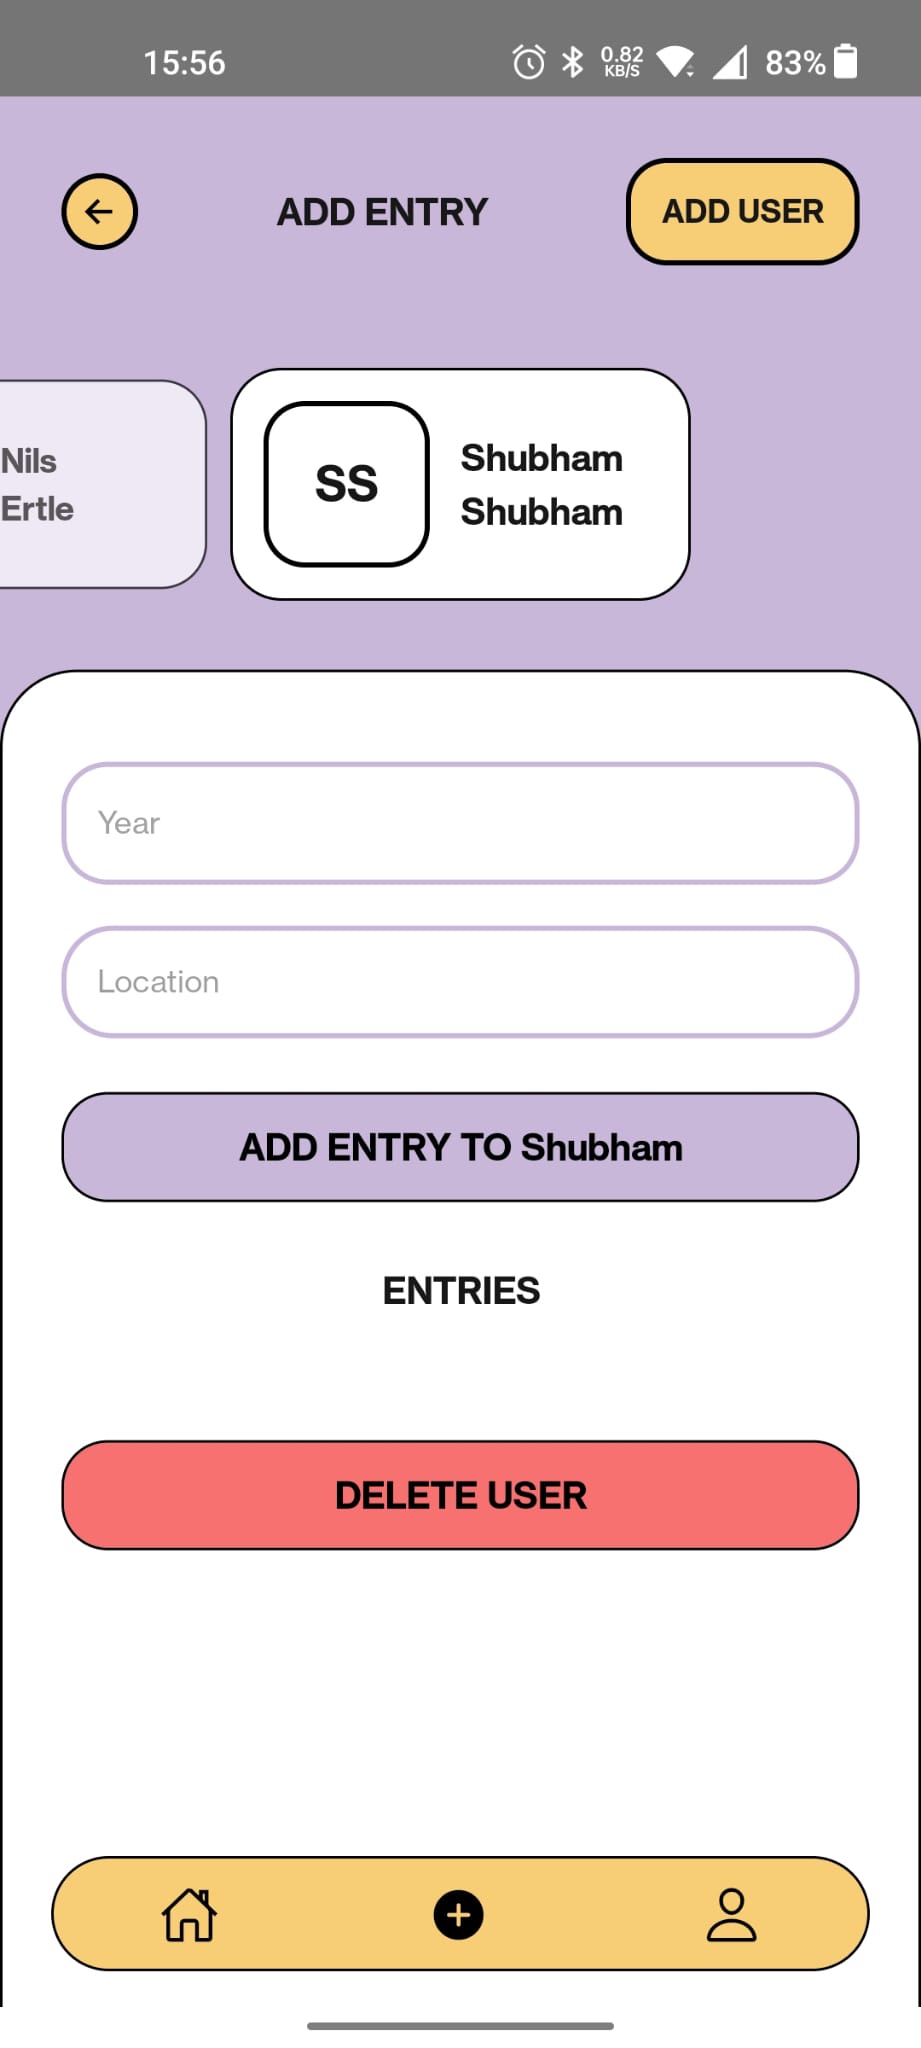 15:56
0.82
KB/S
83%
ADD ENTRY
ADD USER
Nils
Ertle
SS
Shubham
Shubham
Year
Location
ADD ENTRY TO Shubham
ENTRIES
DELETE USER